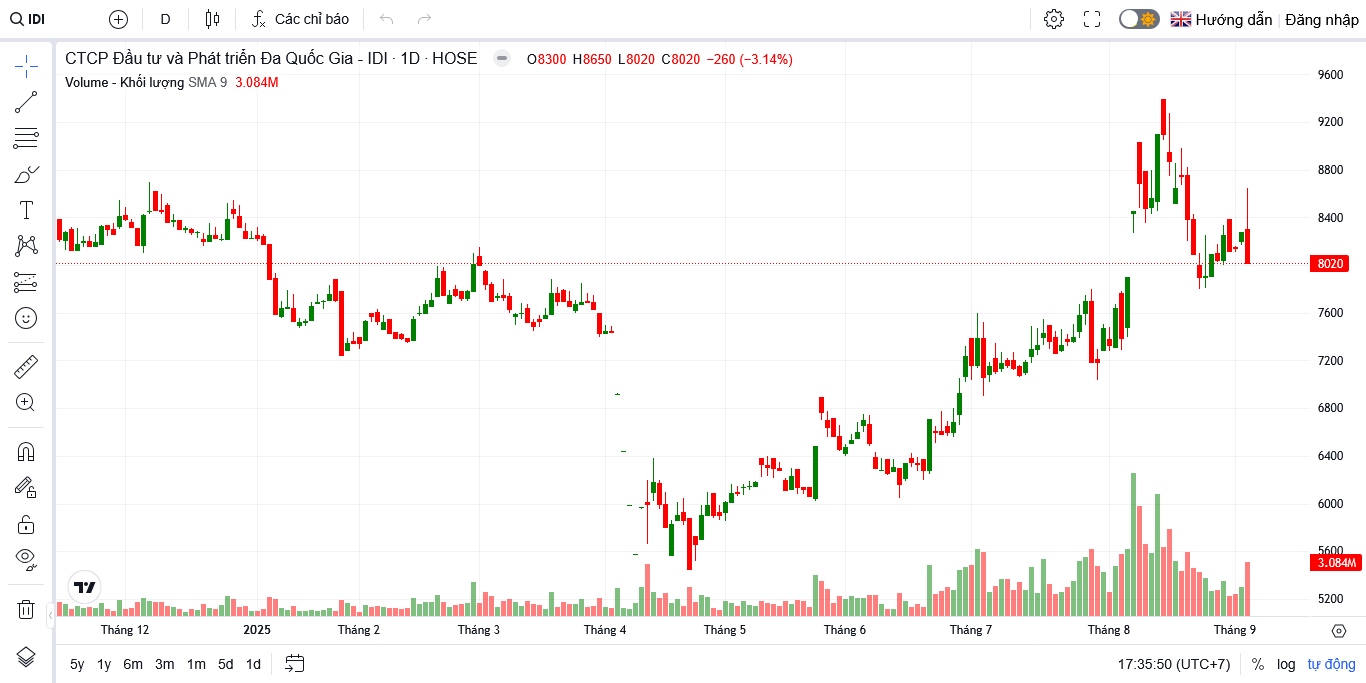 IDI D Các chỉ báo Hướng dẫn Đăng nhập
CTCP Đầu tư và Phát triển Đa Quốc Gia - IDI · 1D · HOSE O8300 H8650 L8020 C8020 −260 (−3.14%)
Volume - Khối lượng SMA 9 3.084M
9600
9200
8800
8400
8020
7600
7200
6800
6400
6000
5600
3.084M
5200
Tháng 12 2025 Tháng 2 Tháng 3 Tháng 4 Tháng 5 Tháng 6 Tháng 7 Tháng 8 Tháng 9
5y 1y 6m 3m 1m 5d 1d 17:35:50 (UTC+7) % log tự động